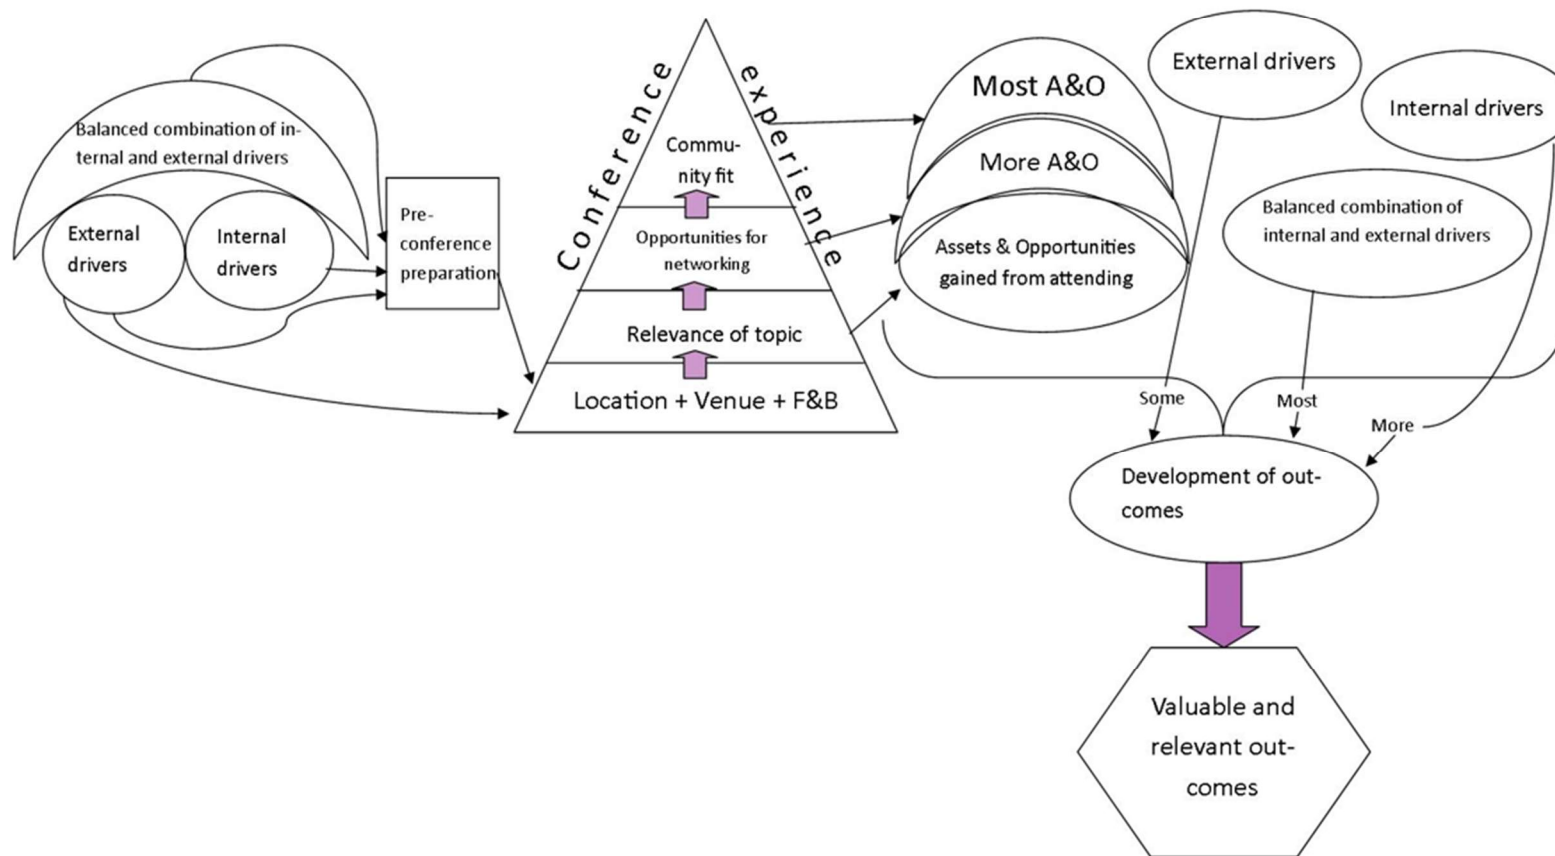 Balanced combination of in-
ternal and external drivers
External
drivers
Internal
drivers
Pre-
conference
preparation
Conference
experience
Commu-
nity fit
Opportunities for
networking
Relevance of topic
Location + Venue + F&B
Most A&O
More A&O
Assets & Opportunities
gained from attending
External drivers
Internal drivers
Balanced combination of
internal and external drivers
Some
Most
More
Development of out-
comes
Valuable and
relevant out-
comes